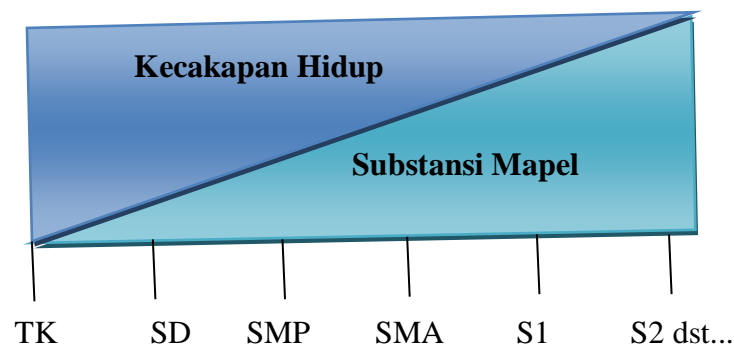 Kecakapan Hidup
Substansi Mapel
TK SD SMP SMA S1 S2 dst...